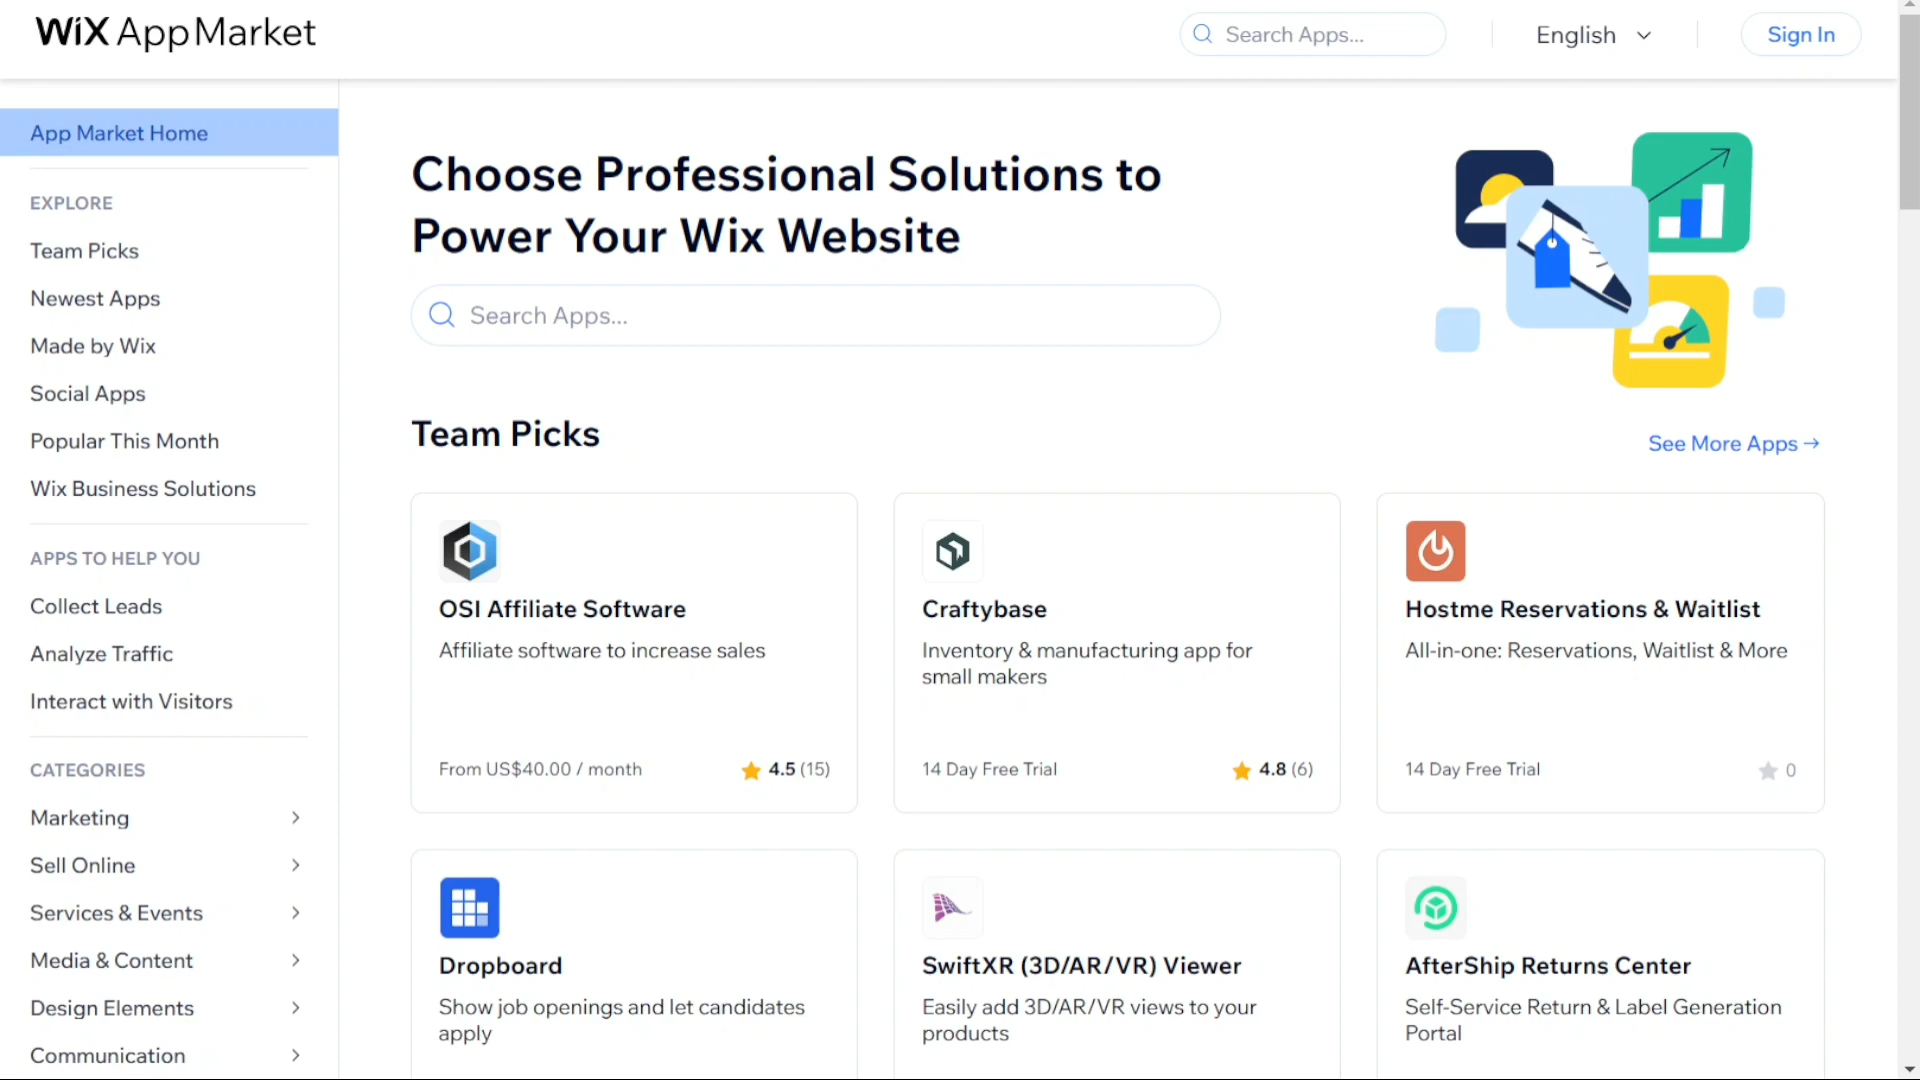 WiX App Market
Search Apps...
English
Sign In
App Market Home
EXPLORE
Team Picks
Newest Apps
Made by Wix
Social Apps
Popular This Month
Wix Business Solutions
APPS TO HELP YOU
Collect Leads
Analyze Traffic
Interact with Visitors
CATEGORIES
Marketing
Sell Online
Services & Events
Media & Content
Design Elements
Communication
Choose Professional Solutions to
Power Your Wix Website
Search Apps...
Team Picks
See More Apps →
OSI Affiliate Software
Affiliate software to increase sales
From US$40.00 / month
4.5 (15)
Craftybase
Inventory & manufacturing app for
small makers
14 Day Free Trial
4.8 (6)
Hostme Reservations & Waitlist
All-in-one: Reservations, Waitlist & More
14 Day Free Trial
0
Dropboard
Show job openings and let candidates
apply
SwiftXR (3D/AR/VR) Viewer
Easily add 3D/AR/VR views to your
products
AfterShip Returns Center
Self-Service Return & Label Generation
Portal